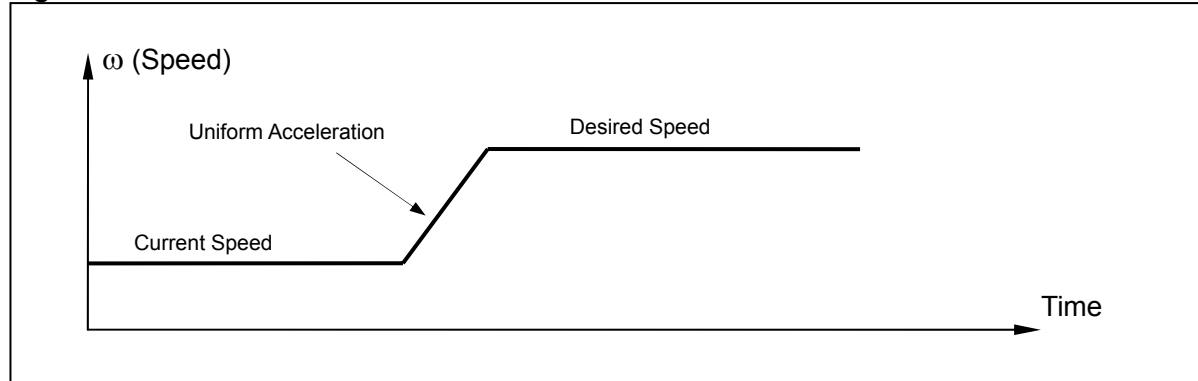 ω (Speed)
Uniform Acceleration
Desired Speed
Current Speed
Time